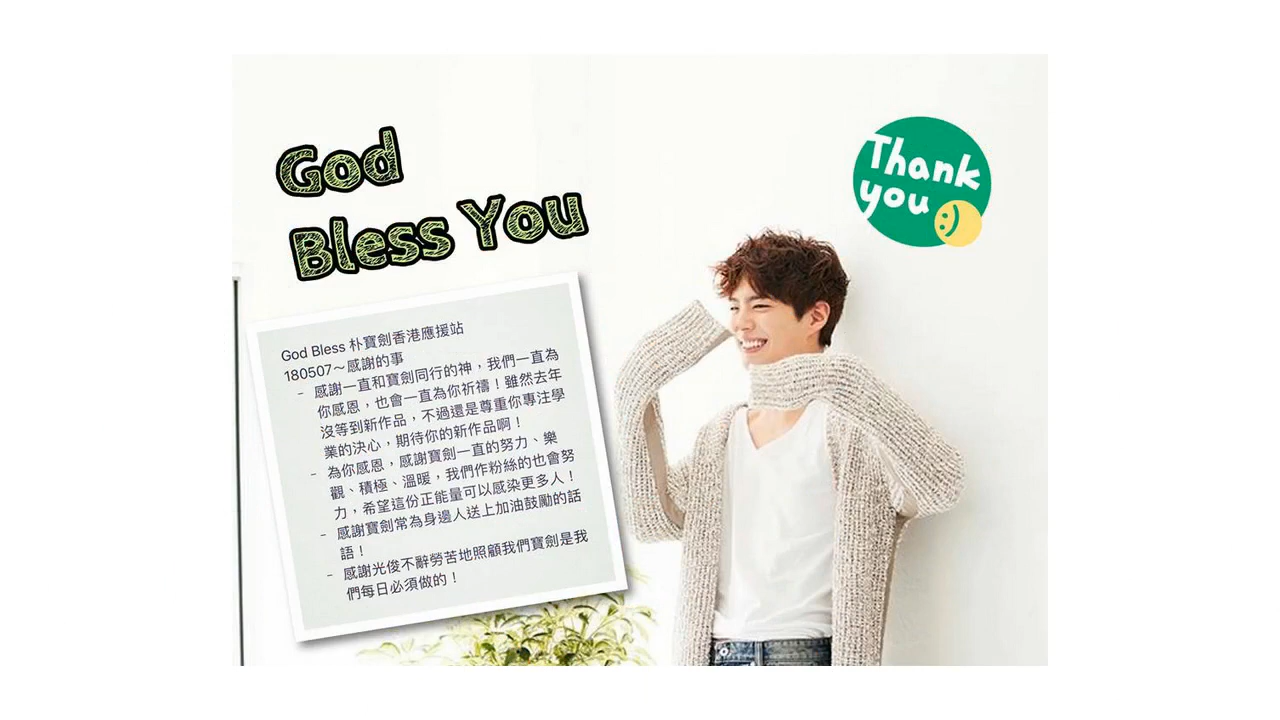 God
Bless You
Thank
you
:)
God Bless 朴寶劍香港應援站
180507～感謝的事
- 感謝一直和寶劍同行的神，我們一直為
你感恩，也會一直為你祈禱！雖然去年
沒等到新作品，不過還是尊重你專注學
業的決心，期待你的新作品啊！
- 為你感恩，感謝寶劍一直的努力、樂
觀、積極、溫暖，我們作粉絲的也會努
力，希望這份正能量可以感染更多人！
- 感謝寶劍常為身邊人送上加油鼓勵的話
語！
- 感謝光俊不辭勞苦地照顧我們寶劍是我
們每日必須做的！